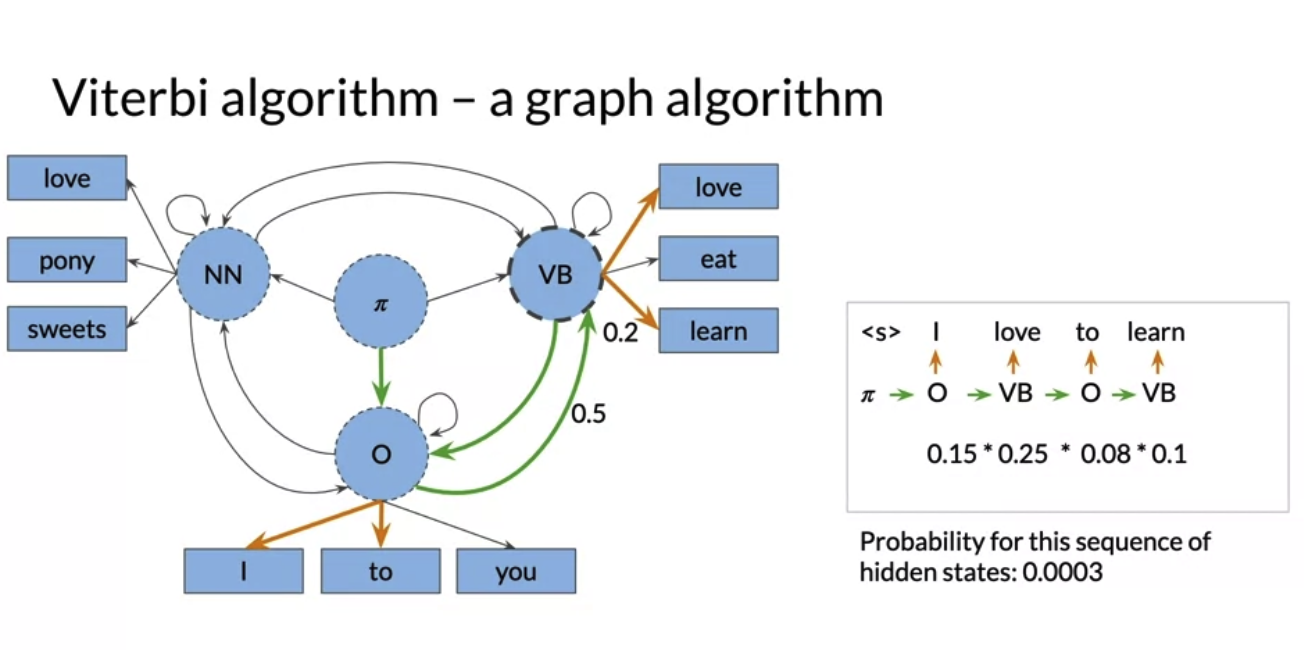 Viterbi algorithm – a graph algorithm
love
pony
sweets
NN
π
VB
love
eat
learn
0.2
0.5
O
I
to
you
<s> I love to learn
π O VB O VB
0.15 * 0.25 * 0.08 * 0.1
Probability for this sequence of
hidden states: 0.0003